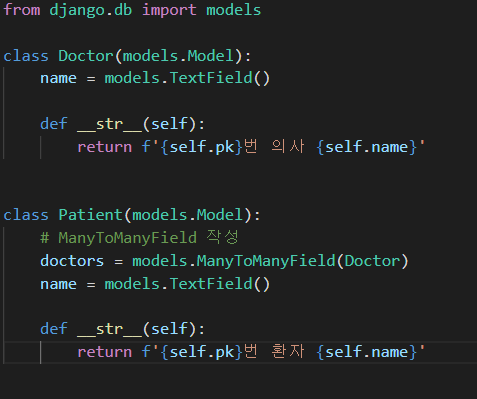 from django.db import models
class Doctor(models.Model):
name = models.TextField()
def __str__(self):
return f'{self.pk}번 의사 {self.name}'
class Patient(models.Model):
# ManyToManyField 작성
doctors = models.ManyToManyField(Doctor)
name = models.TextField()
def __str__(self):
return f'{self.pk}번 환자 {self.name}'